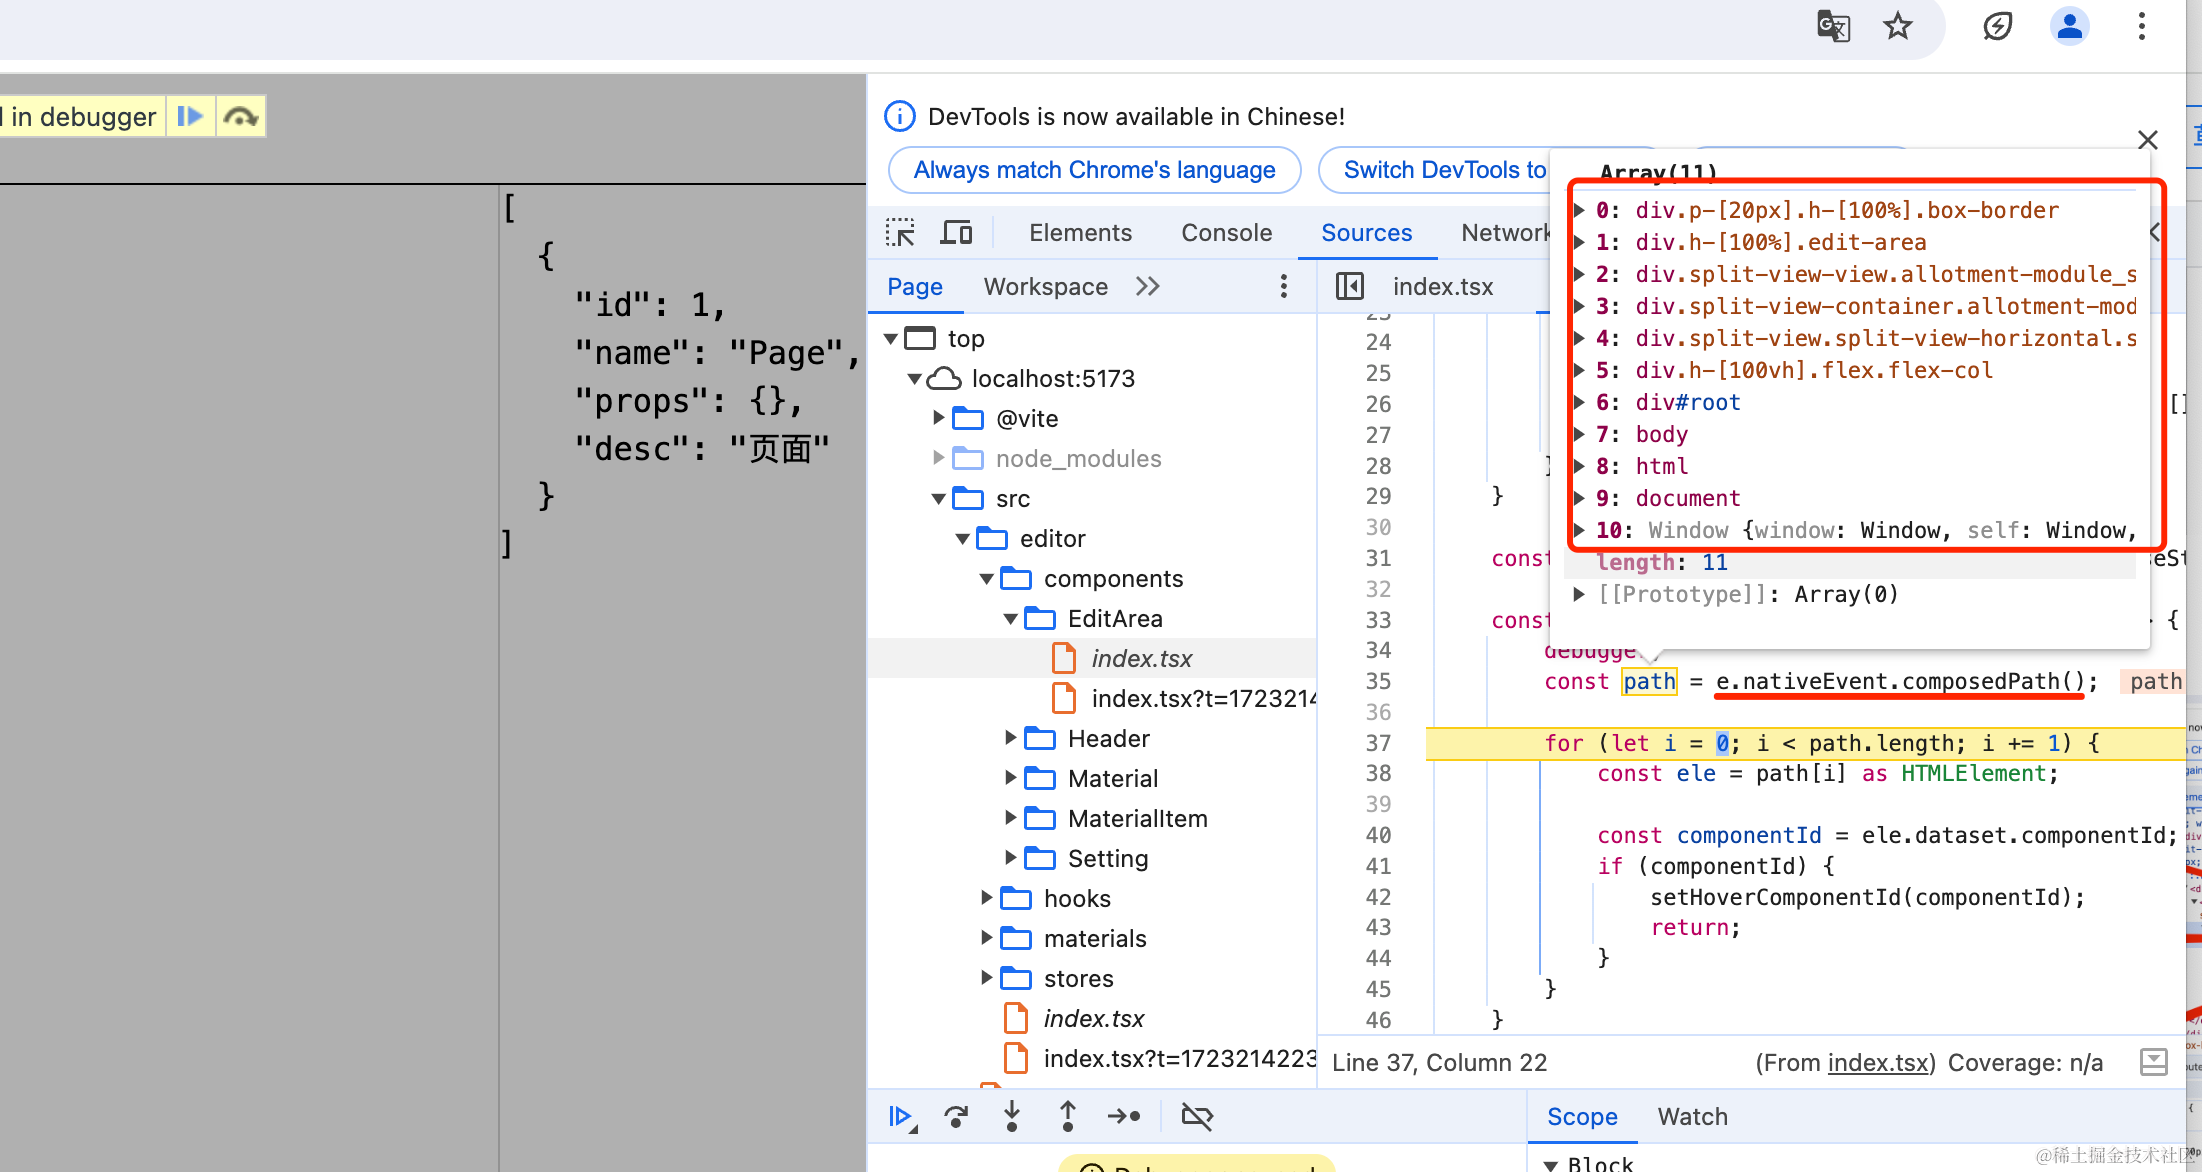 in debugger
[
{
"id": 1,
"name": "Page",
"props": {},
"desc": "页面"
}
]
DevTools is now available in Chinese!
Always match Chrome's language
Switch DevTools to
Elements
Console
Sources
Network
Page
Workspace
index.tsx
top
localhost:5173
@vite
node_modules
src
editor
components
EditArea
index.tsx
index.tsx?t=1723214
Header
Material
MaterialItem
Setting
hooks
materials
stores
index.tsx
index.tsx?t=1723214223
Array(11)
0: div.p-[20px].h-[100%].box-border
1: div.h-[100%].edit-area
2: div.split-view-view.allotment-module_s
3: div.split-view-container.allotment-mod
4: div.split-view.split-view-horizontal.s
5: div.h-[100vh].flex.flex-col
6: div#root
7: body
8: html
9: document
10: Window {window: Window, self: Window,
length: 11
[[Prototype]]: Array(0)
24
25
26
27
28 }
29 }
30
31 const
32
33 const {
34 debugger
35 const path = e.nativeEvent.composedPath(); path
36
37 for (let i = 0; i < path.length; i += 1) {
38 const ele = path[i] as HTMLElement;
39
40 const componentId = ele.dataset.componentId;
41 if (componentId) {
42 setHoverComponentId(componentId);
43 return;
44 }
45 }
46 }
Line 37, Column 22
(From index.tsx) Coverage: n/a
Scope
Watch
Block
@稀土掘金技术社区